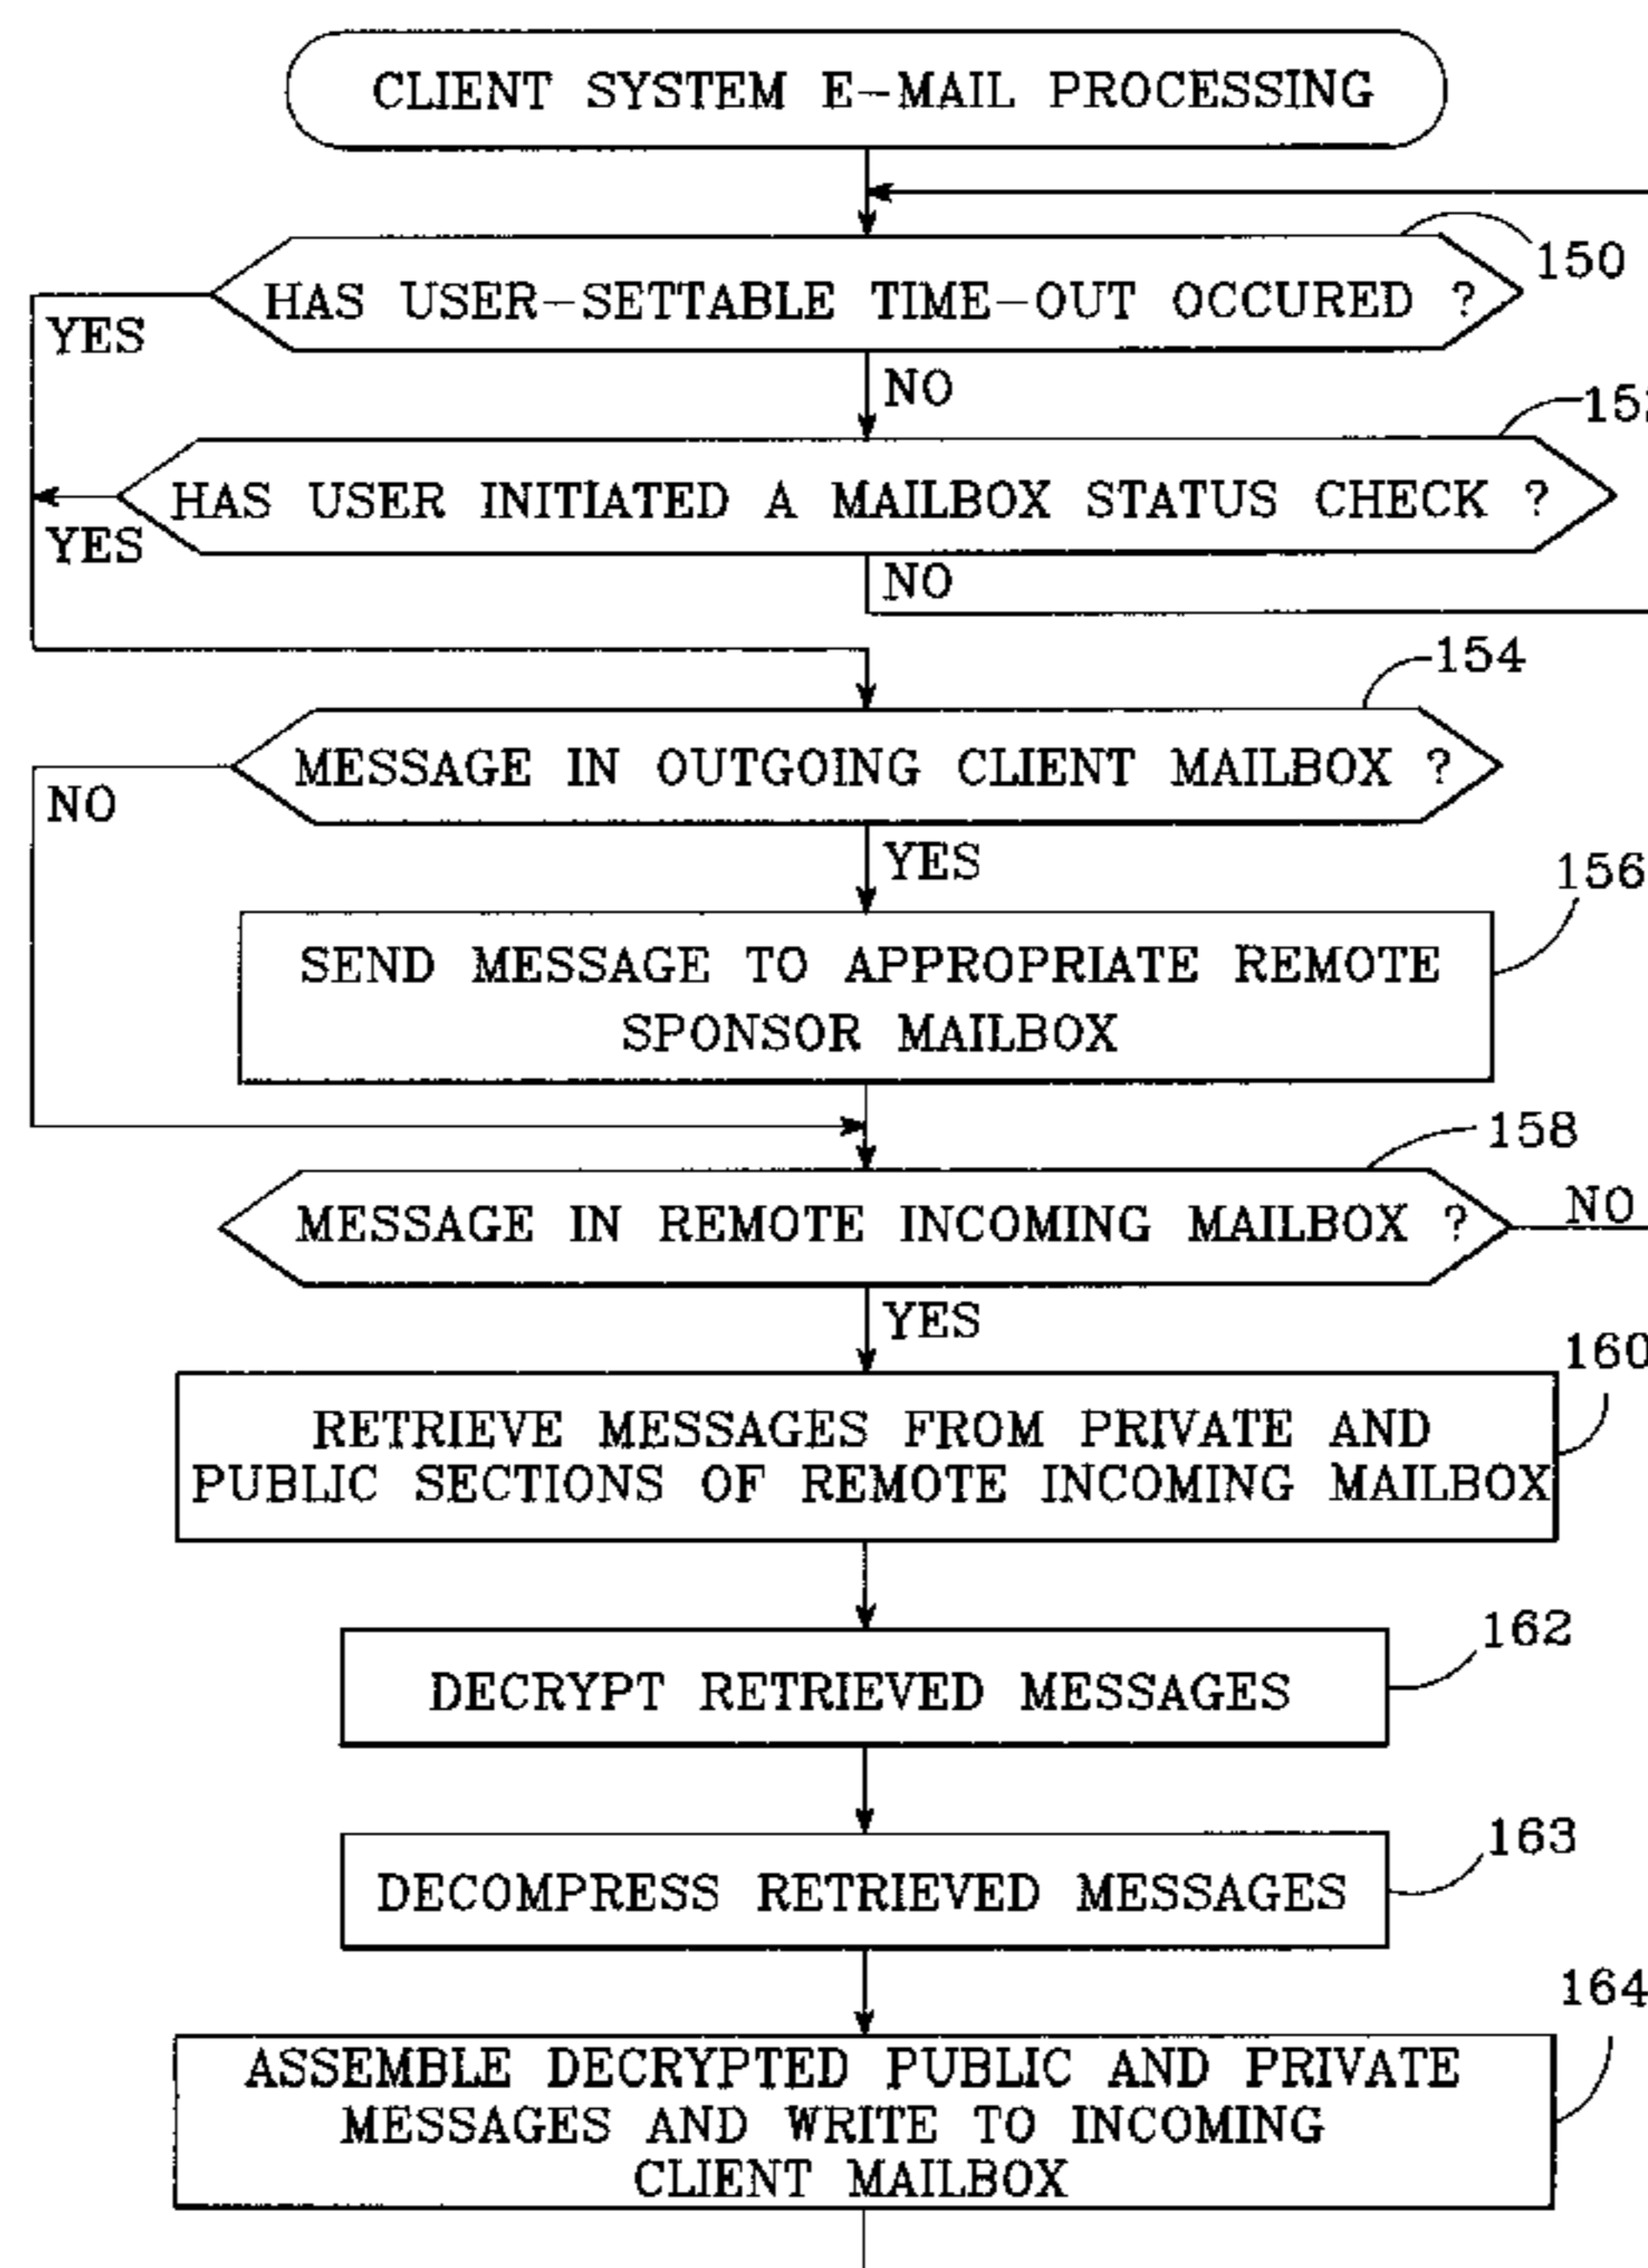 CLIENT SYSTEM E-MAIL PROCESSING
150
HAS USER-SETTABLE TIME-OUT OCCURED ?
YES
NO
HAS USER INITIATED A MAILBOX STATUS CHECK ?
YES
NO
154
MESSAGE IN OUTGOING CLIENT MAILBOX ?
NO
YES
156
SEND MESSAGE TO APPROPRIATE REMOTE
SPONSOR MAILBOX
158
MESSAGE IN REMOTE INCOMING MAILBOX ?
NO
YES
160
RETRIEVE MESSAGES FROM PRIVATE AND
PUBLIC SECTIONS OF REMOTE INCOMING MAILBOX
162
DECRYPT RETRIEVED MESSAGES
163
DECOMPRESS RETRIEVED MESSAGES
164
ASSEMBLE DECRYPTED PUBLIC AND PRIVATE
MESSAGES AND WRITE TO INCOMING
CLIENT MAILBOX